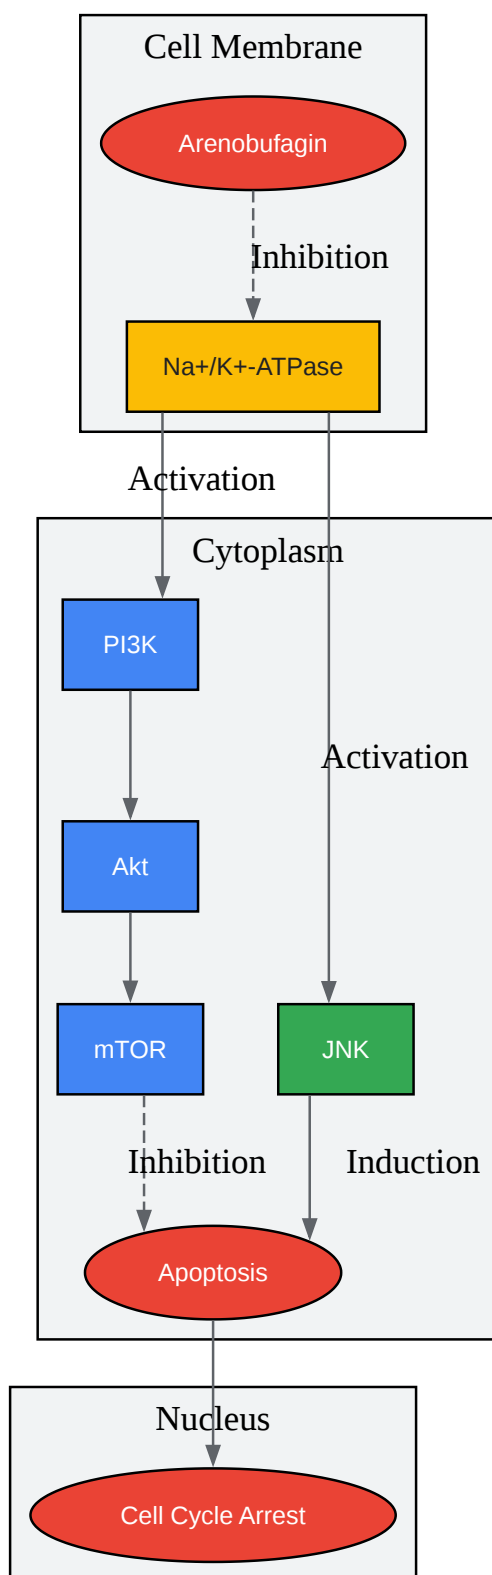 Cell Membrane
Arenobufagin
Inhibition
Na+/K+-ATPase
Activation
Cytoplasm
PI3K
Activation
Akt
mTOR
JNK
Inhibition
Induction
Apoptosis
Nucleus
Cell Cycle Arrest